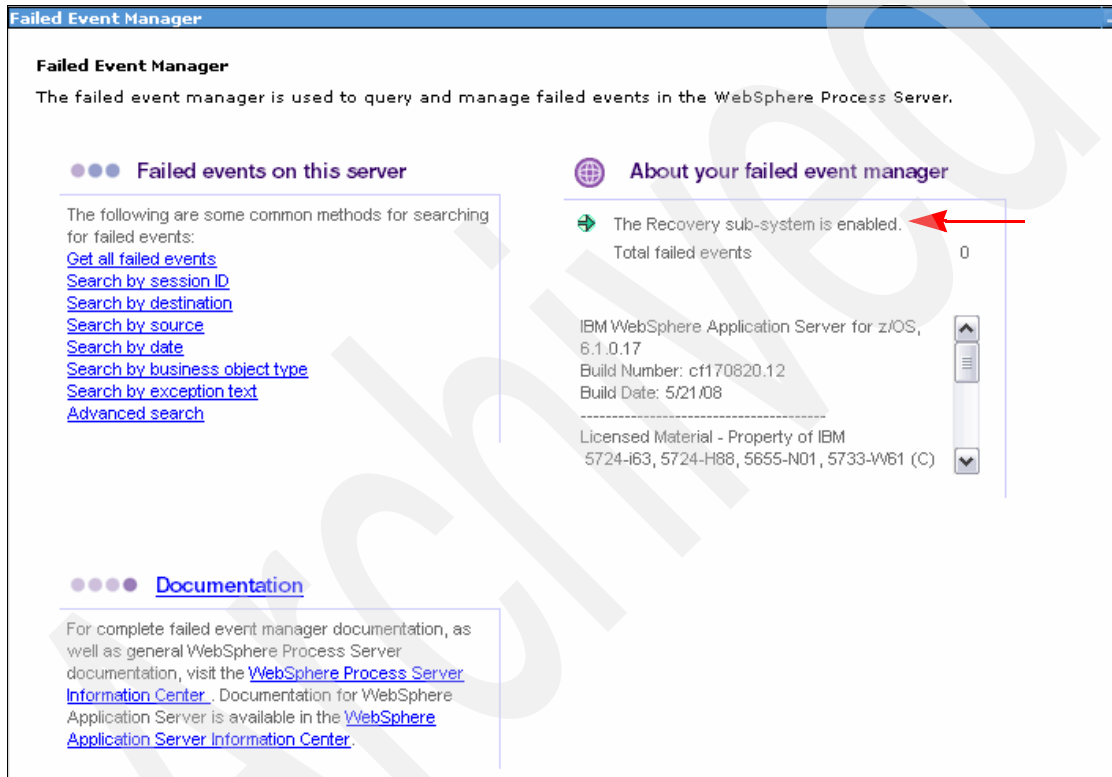 Failed Event Manager
Failed Event Manager
The failed event manager is used to query and manage failed events in the WebSphere Process Server.
Failed events on this server
The following are some common methods for searching
for failed events:
Get all failed events
Search by session ID
Search by destination
Search by source
Search by date
Search by business object type
Search by exception text
Advanced search
About your failed event manager
The Recovery sub-system is enabled.
Total failed events 0
IBM WebSphere Application Server for z/OS,
6.1.0.17
Build Number: cf170820.12
Build Date: 5/21/08
----------------------------------------
Licensed Material - Property of IBM
5724-i63, 5724-H88, 5655-N01, 5733-W61 (C)
Documentation
For complete failed event manager documentation, as
well as general WebSphere Process Server
documentation, visit the WebSphere Process Server
Information Center . Documentation for WebSphere
Application Server is available in the WebSphere
Application Server Information Center.
Archived